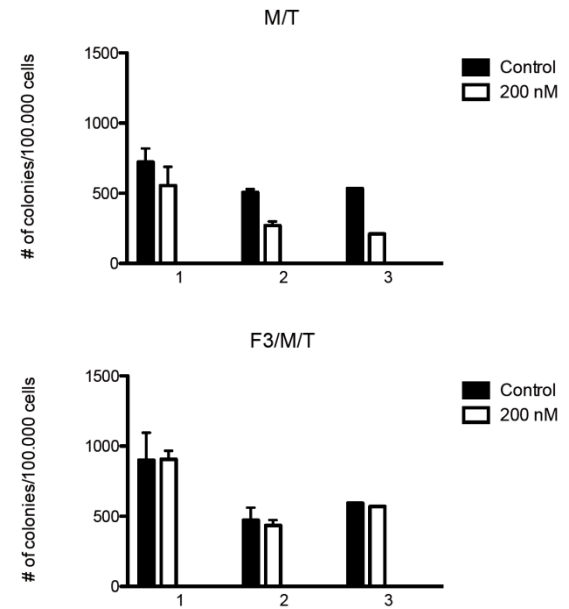 M/T
# of colonies/100.000 cells
1500
1000
500
0
1
2
3
Control
200 nM
F3/M/T
# of colonies/100.000 cells
1500
1000
500
0
1
2
3
Control
200 nM